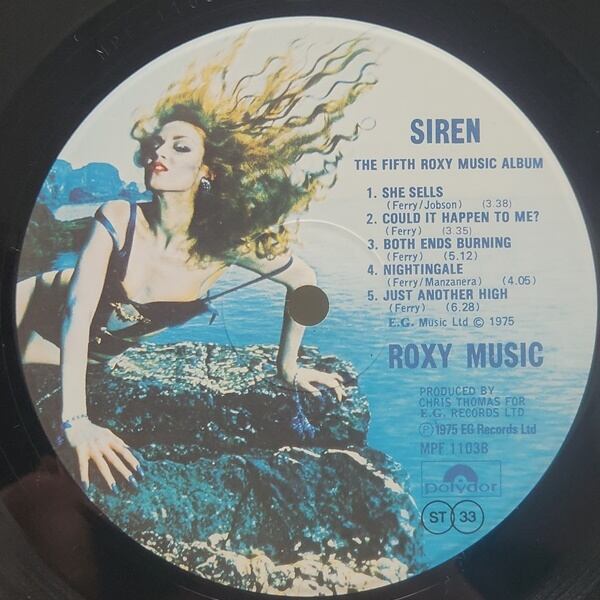 SIREN
THE FIFTH ROXY MUSIC ALBUM
1. SHE SELLS
(Ferry/Jobson) (3.38)
2. COULD IT HAPPEN TO ME?
(Ferry) (3.35)
3. BOTH ENDS BURNING
(Ferry) (5.12)
4. NIGHTINGALE
(Ferry/Manzanera) (4.05)
5. JUST ANOTHER HIGH
(Ferry) (6.28)
E.G. Music Ltd © 1975
ROXY MUSIC
PRODUCED BY
CHRIS THOMAS FOR
E.G. RECORDS LTD
℗ 1975 EG Records Ltd
MPF 1103B
polydor
ST 33